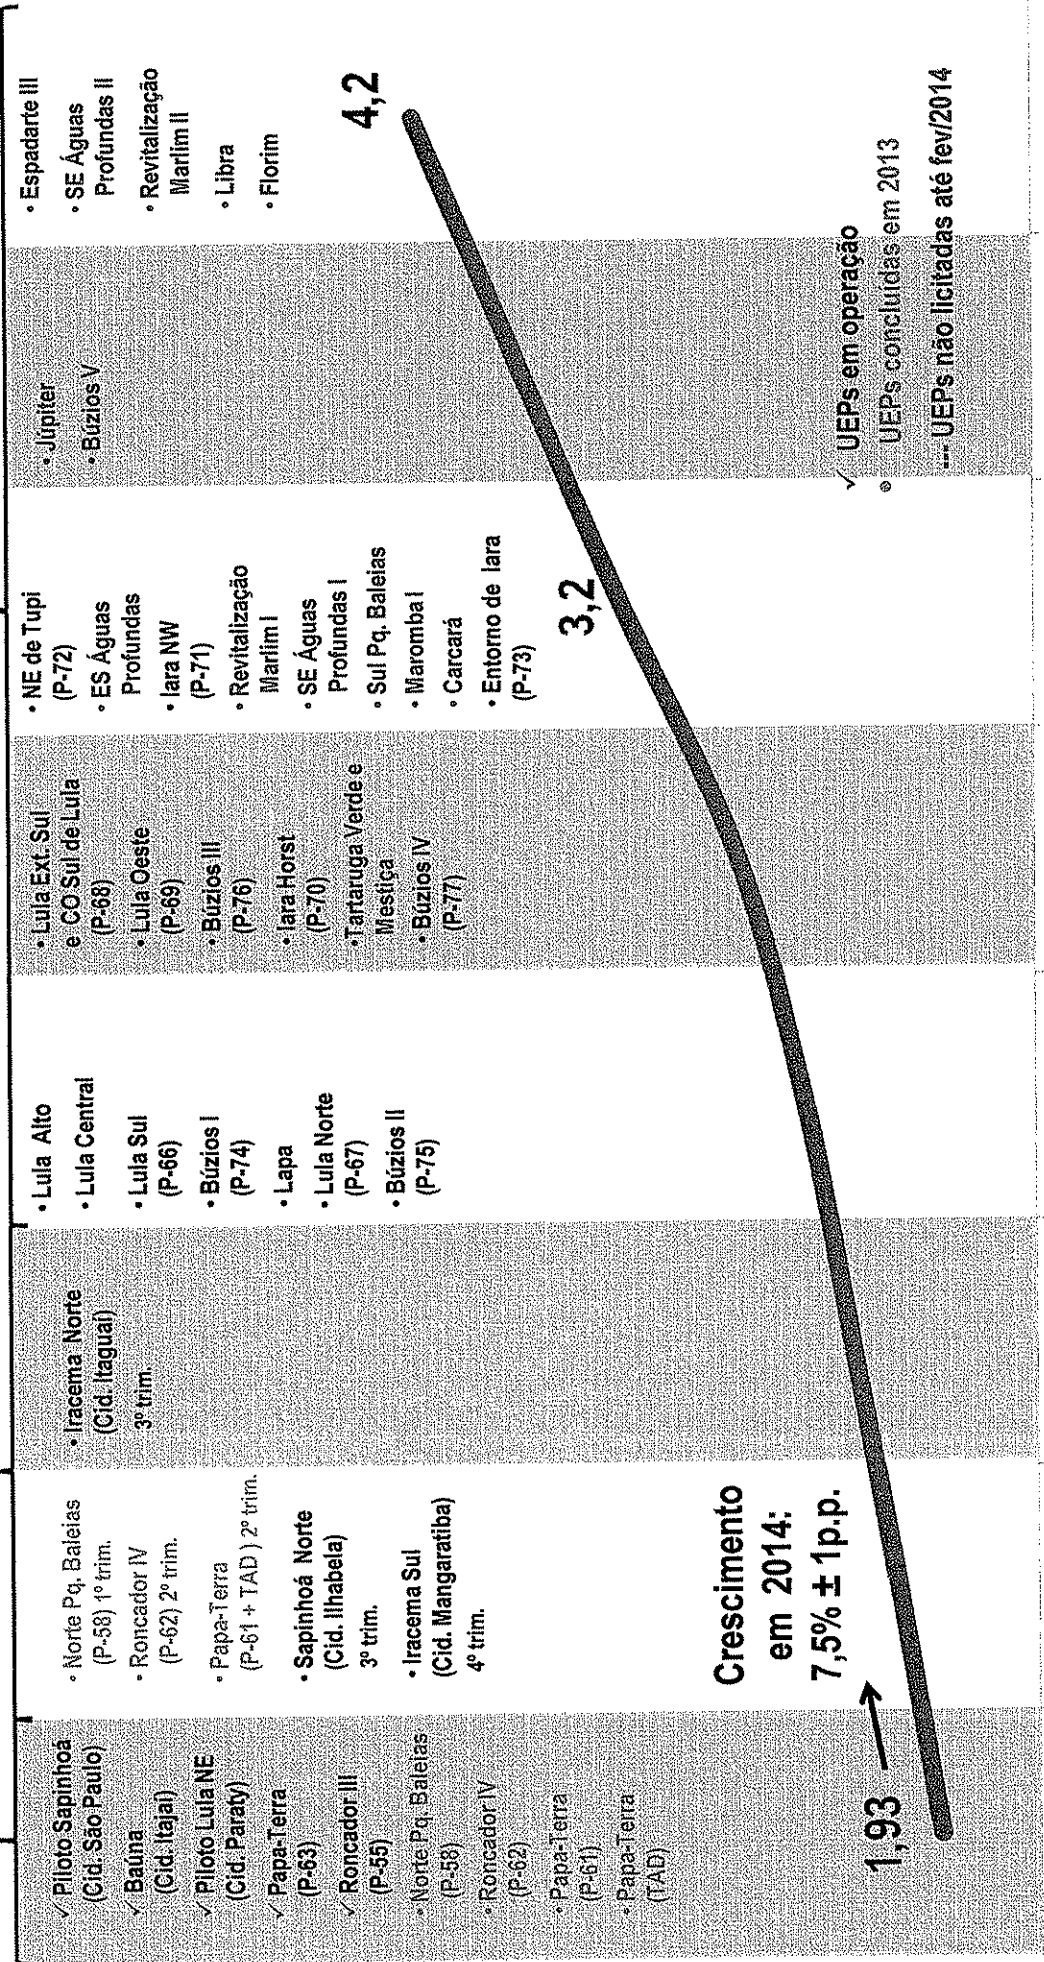 ✓ Piloto Sapinhoá
(Cid. São Paulo)
✓ Bauna
(Cid. Itajaí)
✓ Piloto Lula NE
(Cid. Paraty)
✓ Papa-Terra
(P-63)
✓ Roncador III
(P-55)
• Norte Pq. Baleias
(P-58)
• Roncador IV
(P-62)
• Papa-Terra
(P-61)
• Papa-Terra
(TAD)
• Norte Pq. Baleias
(P-58) 1º trim.
• Roncador IV
(P-62) 2º trim.
• Papa-Terra
(P-61 + TAD ) 2º trim.
• Sapinhoá Norte
(Cid. Ilhabela)
3º trim.
• Iracema Sul
(Cid. Mangaratiba)
4º trim.
• Iracema Norte
(Cid. Itaguaí)
3º trim.
• Lula Alto
• Lula Central
• Lula Sul
(P-66)
• Búzios I
(P-74)
• Lapa
• Lula Norte
(P-67)
• Búzios II
(P-75)
• Lula Ext. Sul
e CO Sul de Lula
(P-68)
• Lula Oeste
(P-69)
• Búzios III
(P-76)
• Iara Horst
(P-70)
• Tartaruga Verde e
Mestiça
• Búzios IV
(P-77)
• NE de Tupi
(P-72)
• ES Águas
Profundas
• Iara NW
(P-71)
• Revitalização
Marlim I
• SE Águas
Profundas I
• Sul Pq. Baleias
• Maromba I
• Carcará
• Entorno de Iara
(P-73)
• Júpiter
• Búzios V
• Espadarte III
• SE Águas
Profundas II
• Revitalização
Marlim II
• Libra
• Florim
1,93
Crescimento
em 2014:
7,5% ± 1p.p.
3,2
4,2
✓ UEPs em operação
• UEPs concluídas em 2013
--- UEPs não licitadas até fev/2014